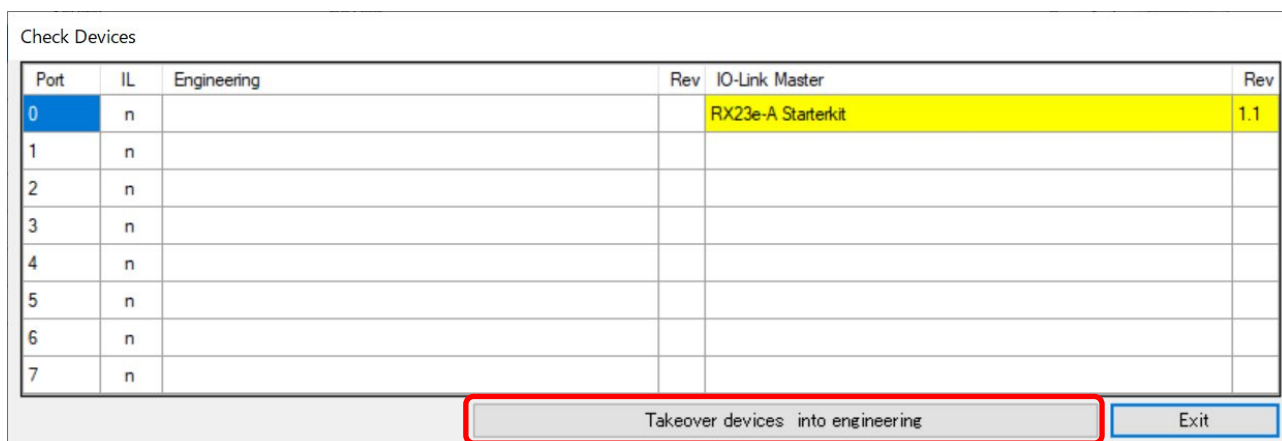 Check Devices
Port IL Engineering Rev IO-Link Master Rev
0 n RX23e-A Starterkit 1.1
1 n
2 n
3 n
4 n
5 n
6 n
7 n
Takeover devices into engineering Exit